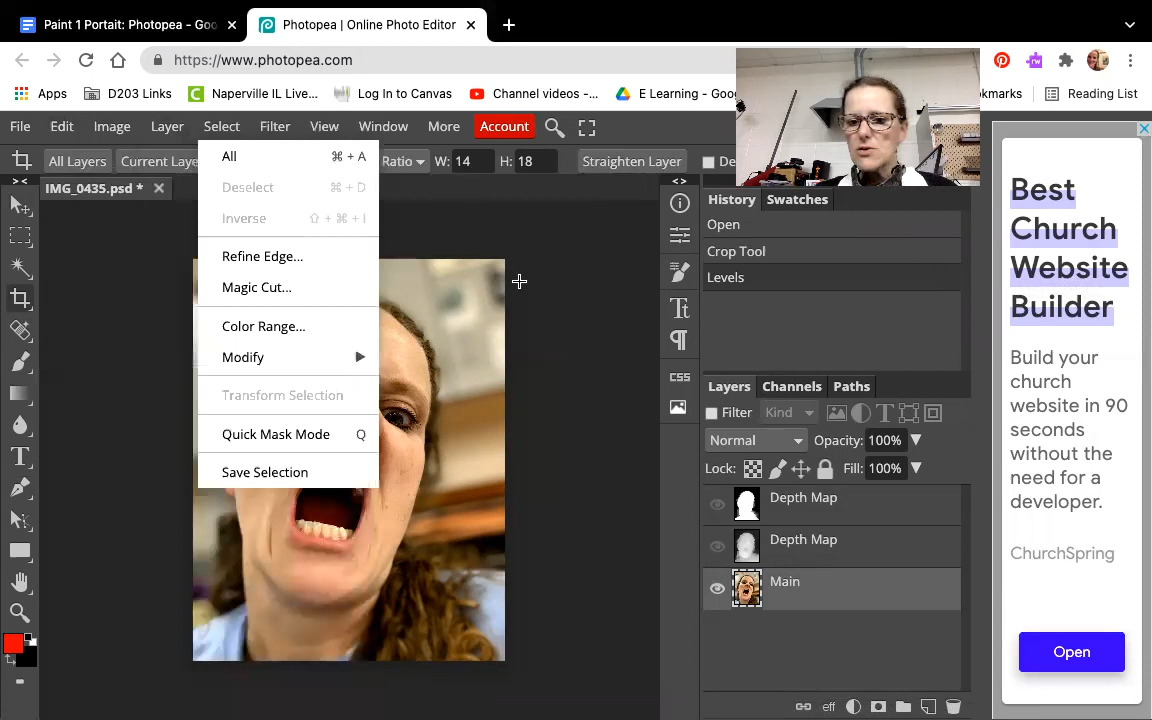 Paint 1 Portait: Photopea - Goo
Photopea | Online Photo Editor
https://www.photopea.com
Apps
D203 Links
Naperville IL Live...
Log In to Canvas
Channel videos -...
E Learning - Goog
okmarks
Reading List
File Edit Image Layer Select Filter View Window More Account
All Layers
Current Laye
Ratio
W: 14
H: 18
Straighten Layer
De
IMG_0435.psd *
All ⌘ + A
Deselect ⌘ + D
Inverse ⇧ + ⌘ + I
Refine Edge...
Magic Cut...
Color Range...
Modify
Transform Selection
Quick Mask Mode Q
Save Selection
History Swatches
Open
Crop Tool
Levels
CSS
Layers Channels Paths
Filter Kind
Normal Opacity: 100%
Lock: Fill: 100%
Depth Map
Depth Map
Main
eff
Best
Church
Website
Builder
Build your
church
website in 90
seconds
without the
need for a
developer.
ChurchSpring
Open